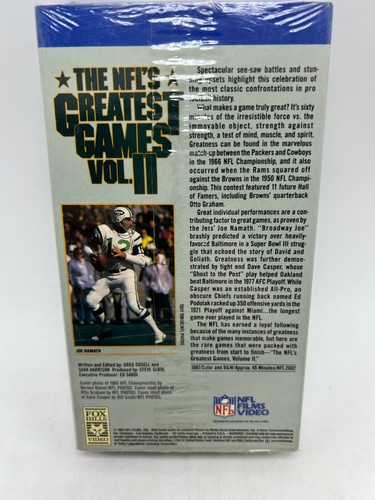 ★ THE NFL'S ★
GREATEST
GAMES
VOL. II
Spectacular see-saw battles and stun-
ning upsets highlight this celebration of
the most classic confrontations in pro
football history.
What makes a game truly great? It's sixty
minutes of the irresistible force vs. the
immovable object, strength against
strength, a test of mind, muscle, and spirit.
Greatness can be found in the marvelous
match-up between the Packers and Cowboys
in the 1966 NFL Championship, and it also
occurred when the Rams squared off
against the Browns in the 1950 NFL Champi-
onship. This contest featured 11 future Hall
of Famers, including Browns' quarterback
Otto Graham.
Great individual performances are a con-
tributing factor to great games, as proven by
the Jets' Joe Namath. "Broadway Joe"
brashly predicted a victory over heavily-
favored Baltimore in a Super Bowl III strug-
gle that echoed the story of David and
Goliath. Greatness was further demon-
strated by tight end Dave Casper, whose
"Ghost to the Post" play helped Oakland
beat Baltimore in the 1977 AFC Playoff. While
Casper was established All-Pro, an
obscure Chiefs running back named Ed
Podolak racked up 350 offensive yards in the
1971 Playoff against Miami...the longest
game ever played in the NFL.
The NFL has earned a loyal following
because of the many instances of greatness
that make games memorable, but here are
the rare games that were packed with
greatness from start to finish—"The NFL's
Greatest Games, Volume II."
1987/Color and B&W/Approx. 45 Minutes/NFL 2002
JOE NAMATH
Written and Edited by: GREG COSELL and
Produced by: STEVE SABOL
Executive Producer: ED SABOL
FOX
HILLS
VIDEO
NFL
NFL
FILMS
VIDEO